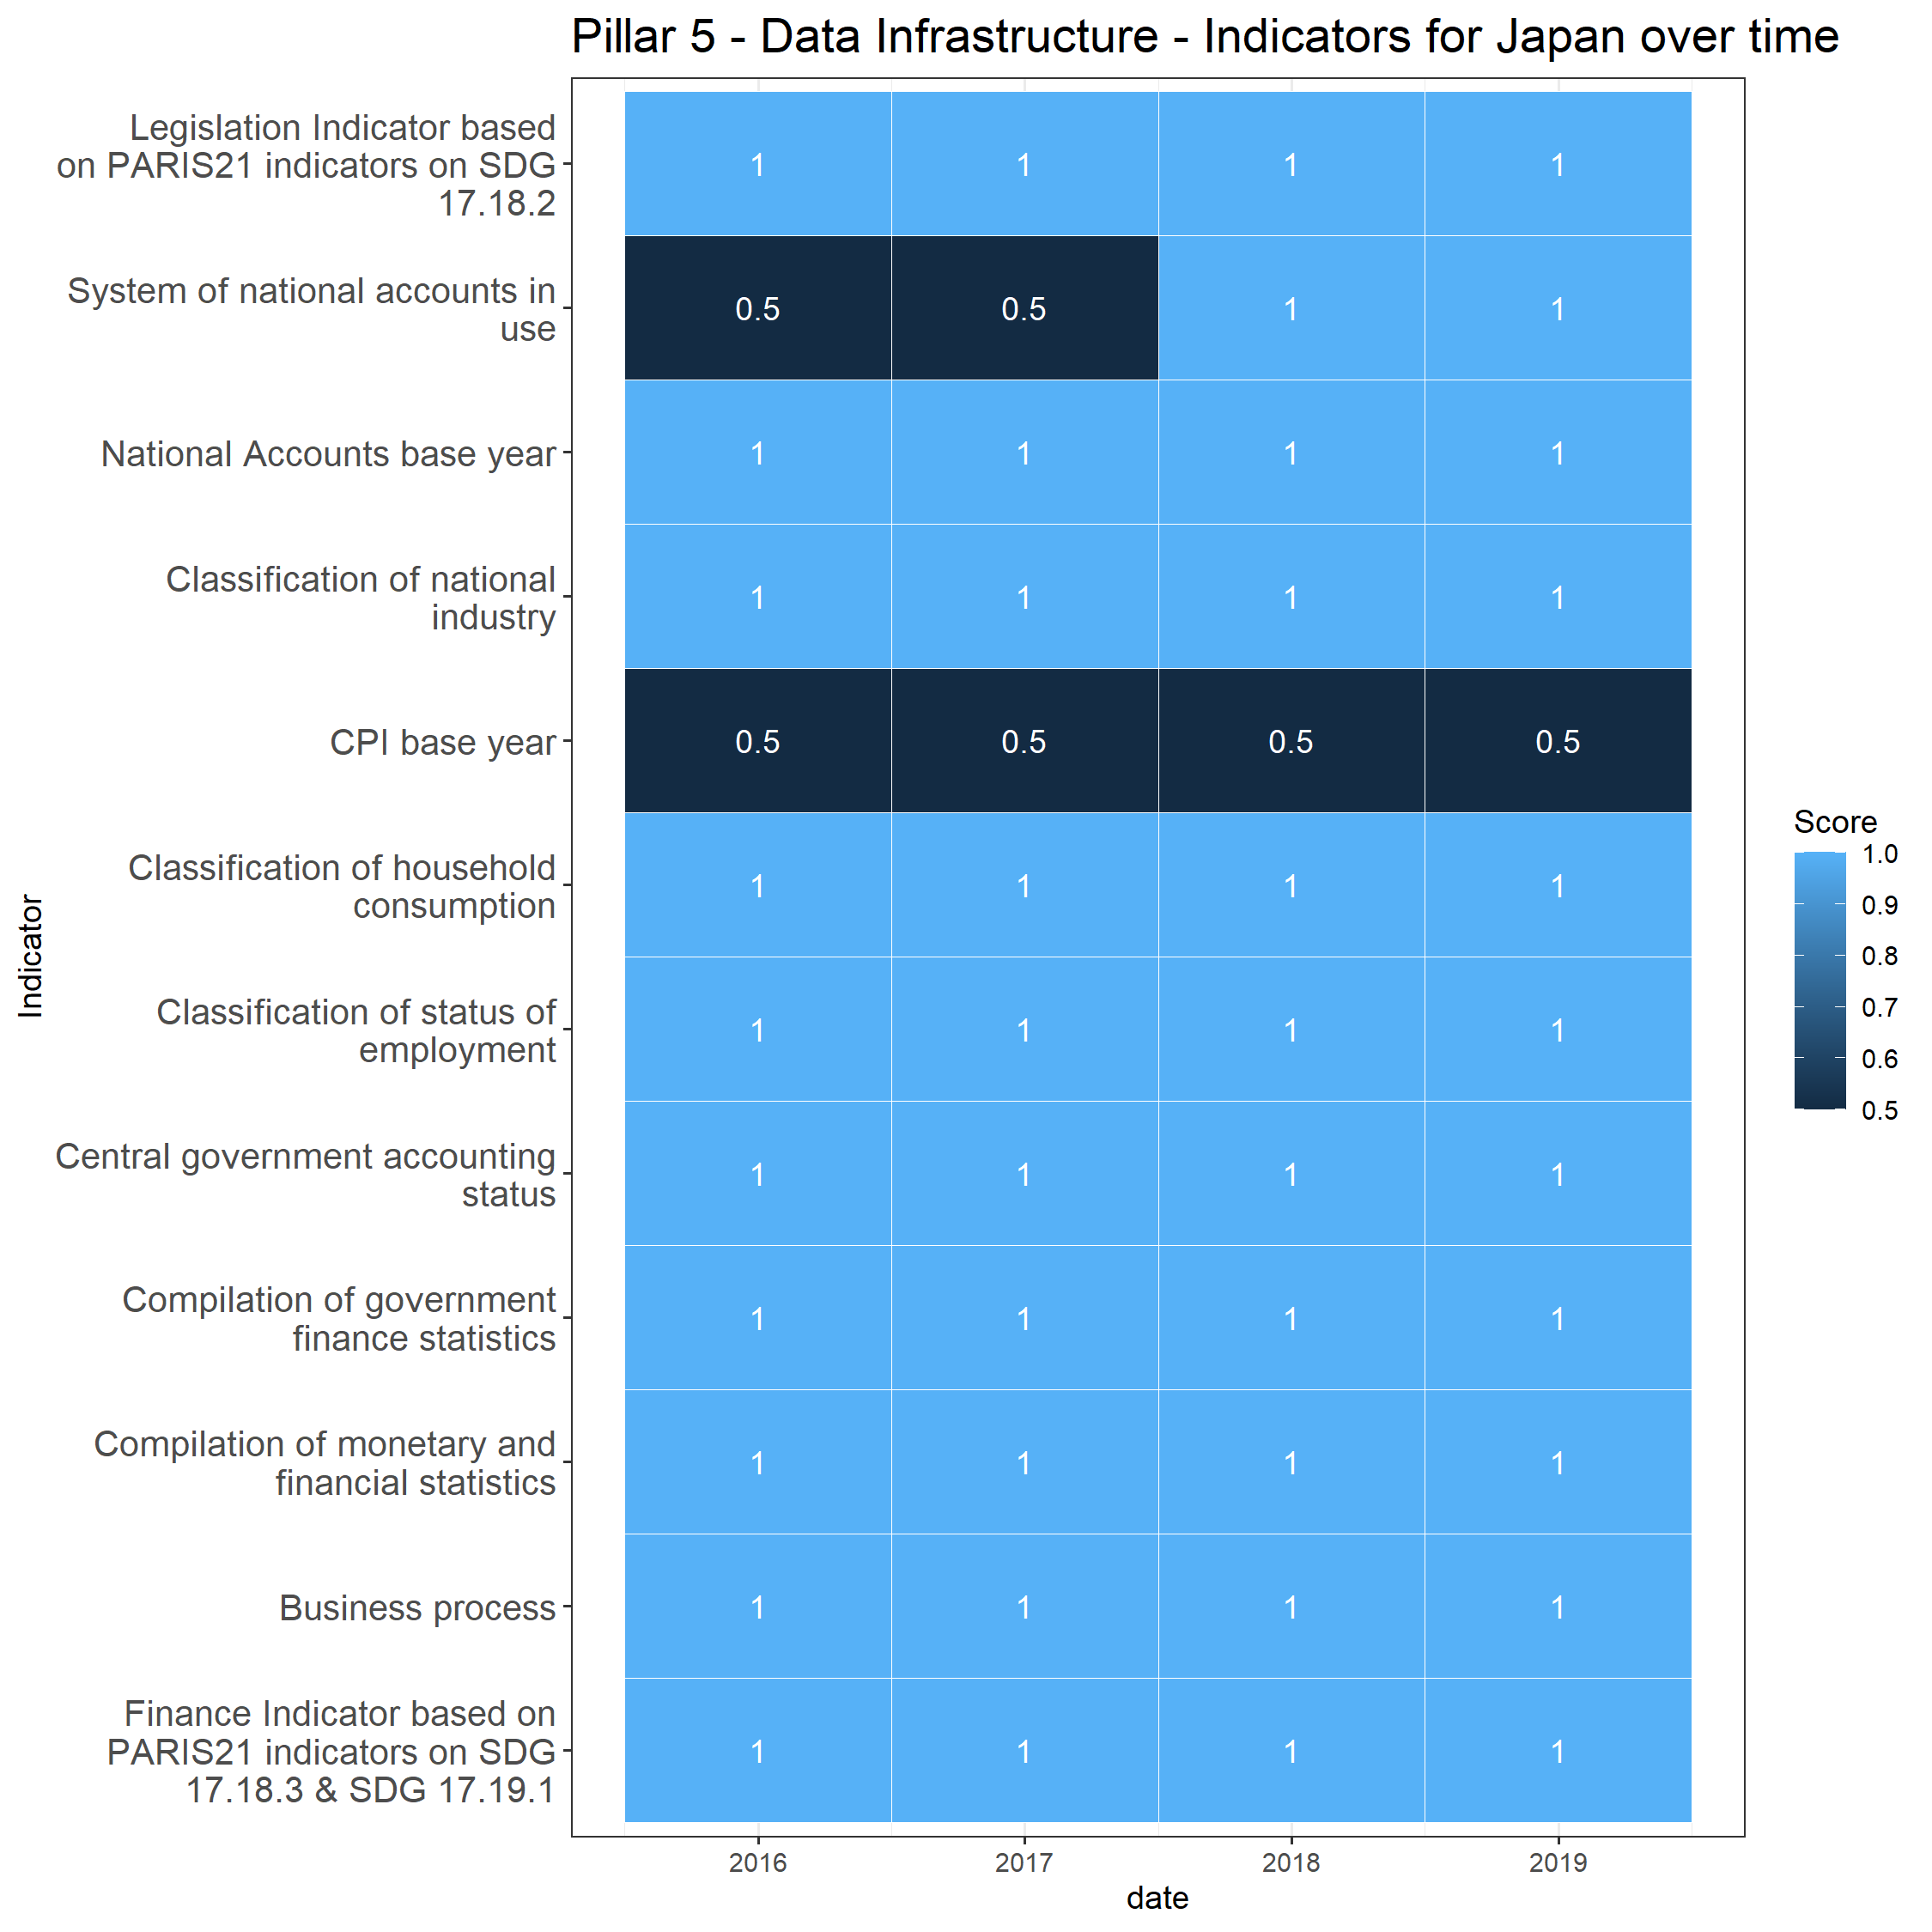 Pillar 5 - Data Infrastructure - Indicators for Japan over time
Legislation Indicator based
on PARIS21 indicators on SDG
17.18.2
1 1 1 1
System of national accounts in
use
0.5 0.5 1 1
National Accounts base year
1 1 1 1
Classification of national
industry
1 1 1 1
CPI base year
0.5 0.5 0.5 0.5
Classification of household
consumption
1 1 1 1
Classification of status of
employment
1 1 1 1
Central government accounting
status
1 1 1 1
Compilation of government
finance statistics
1 1 1 1
Compilation of monetary and
financial statistics
1 1 1 1
Business process
1 1 1 1
Finance Indicator based on
PARIS21 indicators on SDG
17.18.3 & SDG 17.19.1
1 1 1 1
Indicator
2016 2017 2018 2019
date
Score
1.0
0.9
0.8
0.7
0.6
0.5